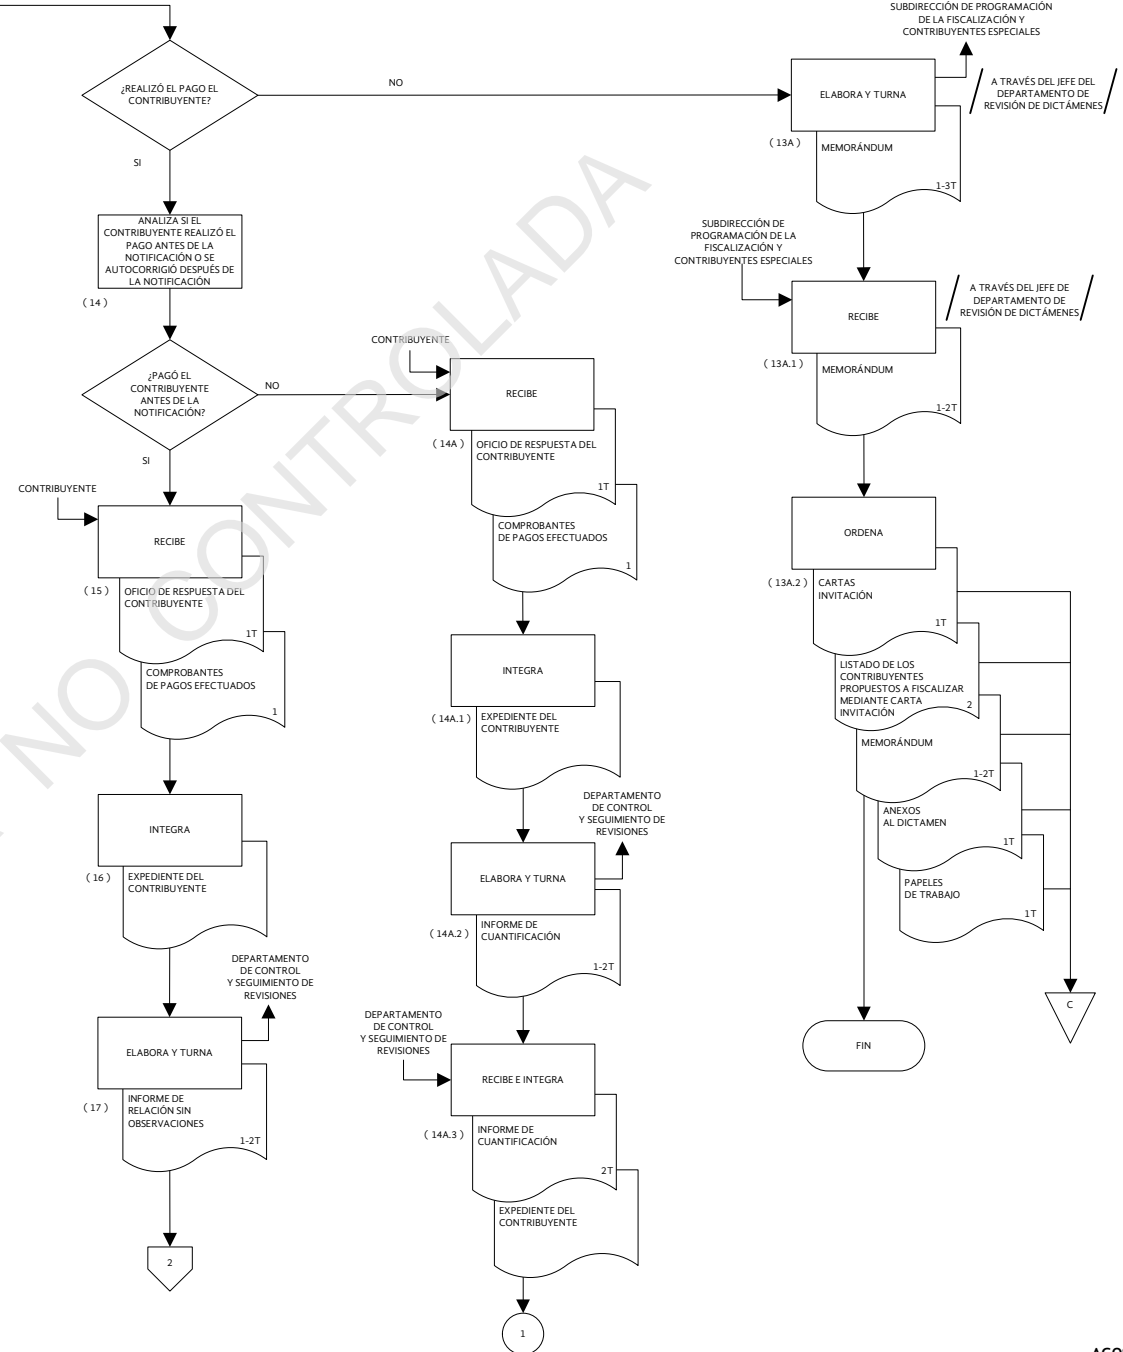 SUBDIRECCIÓN DE PROGRAMACIÓN
DE LA FISCALIZACIÓN Y
CONTRIBUYENTES ESPECIALES
¿REALIZÓ EL PAGO EL
CONTRIBUYENTE?
NO
ELABORA Y TURNA
A TRAVÉS DEL JEFE DEL
DEPARTAMENTO DE
REVISIÓN DE DICTÁMENES
( 13A )
MEMORÁNDUM
1-3T
SI
ANALIZA SI EL
CONTRIBUYENTE REALIZÓ EL
PAGO ANTES DE LA
NOTIFICACIÓN O SE
AUTOCORRIGIÓ DESPUÉS DE
LA NOTIFICACIÓN
( 14 )
SUBDIRECCIÓN DE
PROGRAMACIÓN DE LA
FISCALIZACIÓN Y
CONTRIBUYENTES ESPECIALES
RECIBE
A TRAVÉS DEL JEFE DE
DEPARTAMENTO DE
REVISIÓN DE DICTÁMENES
( 13A.1 )
MEMORÁNDUM
1-2T
¿PAGÓ EL
CONTRIBUYENTE
ANTES DE LA
NOTIFICACIÓN?
NO
SI
CONTRIBUYENTE
RECIBE
( 14A )
OFICIO DE RESPUESTA DEL
CONTRIBUYENTE
1T
COMPROBANTES
DE PAGOS EFECTUADOS
1
CONTRIBUYENTE
RECIBE
( 15 )
OFICIO DE RESPUESTA DEL
CONTRIBUYENTE
1T
COMPROBANTES
DE PAGOS EFECTUADOS
1
ORDENA
( 13A.2 )
CARTAS
INVITACIÓN
1T
LISTADO DE LOS
CONTRIBUYENTES
PROPUESTOS A FISCALIZAR
MEDIANTE CARTA
INVITACIÓN
2
MEMORÁNDUM
1-2T
ANEXOS
AL DICTAMEN
1T
PAPELES
DE TRABAJO
1T
C
FIN
INTEGRA
( 14A.1 )
EXPEDIENTE DEL
CONTRIBUYENTE
DEPARTAMENTO
DE CONTROL
Y SEGUIMIENTO DE
REVISIONES
ELABORA Y TURNA
( 14A.2 )
INFORME DE
CUANTIFICACIÓN
1-2T
DEPARTAMENTO
DE CONTROL
Y SEGUIMIENTO DE
REVISIONES
RECIBE E INTEGRA
( 14A.3 )
INFORME DE
CUANTIFICACIÓN
2T
EXPEDIENTE DEL
CONTRIBUYENTE
1
INTEGRA
( 16 )
EXPEDIENTE DEL
CONTRIBUYENTE
DEPARTAMENTO
DE CONTROL
Y SEGUIMIENTO DE
REVISIONES
ELABORA Y TURNA
( 17 )
INFORME DE
RELACIÓN SIN
OBSERVACIONES
1-2T
2
NO CONTROLADA